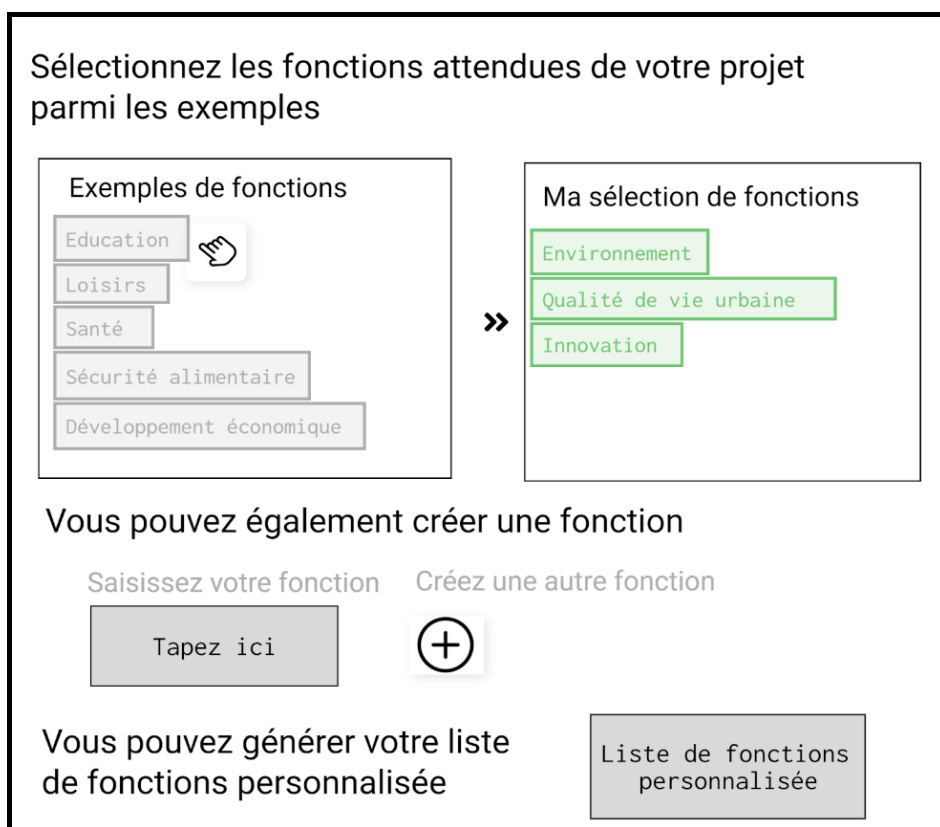 Sélectionnez les fonctions attendues de votre projet
parmi les exemples
Exemples de fonctions
Education
Loisirs
Santé
Sécurité alimentaire
Développement économique
Ma sélection de fonctions
Environnement
Qualité de vie urbaine
Innovation
Vous pouvez également créer une fonction
Saisissez votre fonction
Tapez ici
Créez une autre fonction
Vous pouvez générer votre liste
de fonctions personnalisée
Liste de fonctions
personnalisée